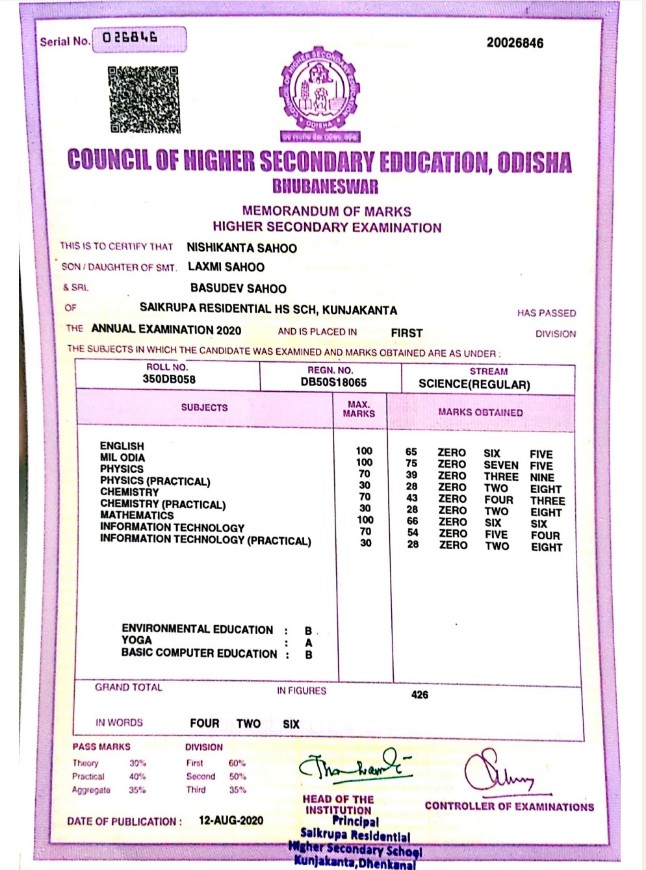 Serial No. 026846
20026846
COUNCIL OF HIGHER SECONDARY EDUCATION, ODISHA
BHUBANESWAR
MEMORANDUM OF MARKS
HIGHER SECONDARY EXAMINATION
THIS IS TO CERTIFY THAT NISHIKANTA SAHOO
SON / DAUGHTER OF SMT. LAXMI SAHOO
& SRI. BASUDEV SAHOO
OF SAIKRUPA RESIDENTIAL HS SCH, KUNJAKANTA HAS PASSED
THE ANNUAL EXAMINATION 2020 AND IS PLACED IN FIRST DIVISION
THE SUBJECTS IN WHICH THE CANDIDATE WAS EXAMINED AND MARKS OBTAINED ARE AS UNDER :
ROLL NO. REGN. NO. STREAM
350DB058 DB50S18065 SCIENCE(REGULAR)
SUBJECTS MAX. MARKS MARKS OBTAINED
ENGLISH 100 65 ZERO SIX FIVE
MIL ODIA 100 75 ZERO SEVEN FIVE
PHYSICS 70 39 ZERO THREE NINE
PHYSICS (PRACTICAL) 30 28 ZERO TWO EIGHT
CHEMISTRY 70 43 ZERO FOUR THREE
CHEMISTRY (PRACTICAL) 30 28 ZERO TWO EIGHT
MATHEMATICS 100 66 ZERO SIX SIX
INFORMATION TECHNOLOGY 70 54 ZERO FIVE FOUR
INFORMATION TECHNOLOGY (PRACTICAL) 30 28 ZERO TWO EIGHT
ENVIRONMENTAL EDUCATION : B
YOGA : A
BASIC COMPUTER EDUCATION : B
GRAND TOTAL IN FIGURES 426
IN WORDS FOUR TWO SIX
PASS MARKS DIVISION
Theory 30% First 60%
Practical 40% Second 50%
Aggregate 35% Third 35%
HEAD OF THE
INSTITUTION
CONTROLLER OF EXAMINATIONS
DATE OF PUBLICATION : 12-AUG-2020
Principal
Saikrupa Residential
Higher Secondary School
Kunjakanta,Dhenkanal